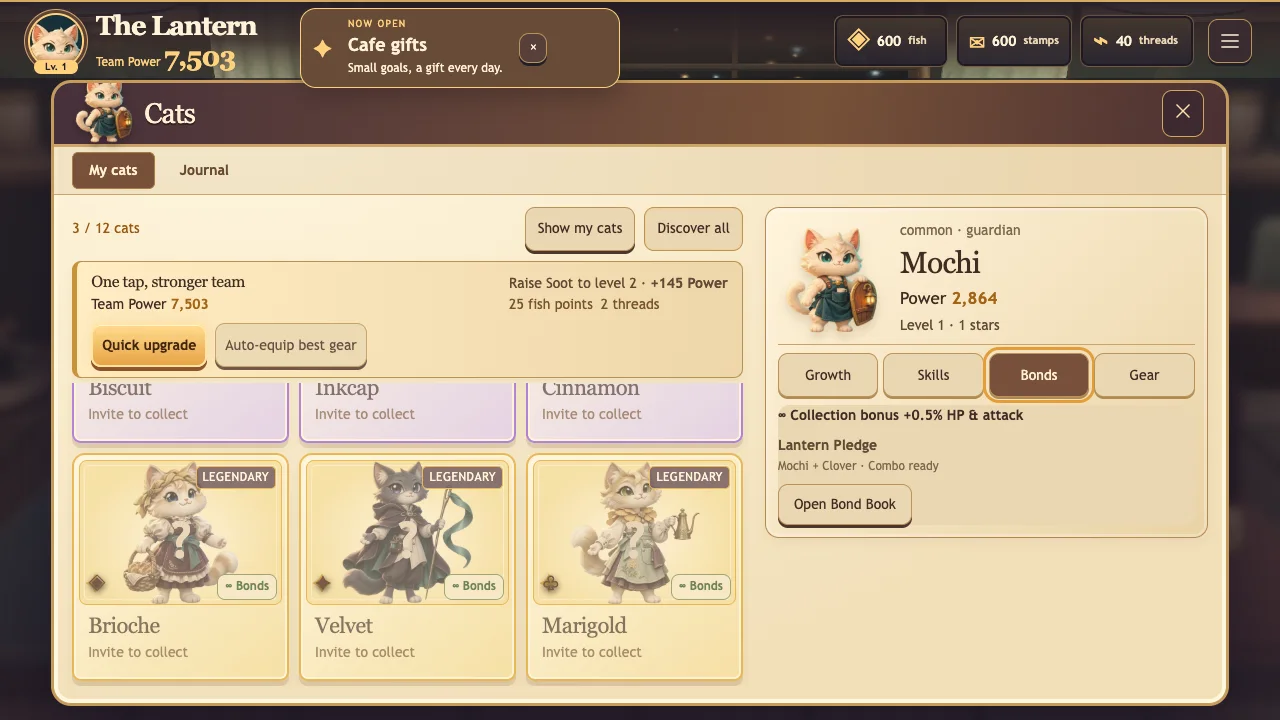 The Lantern
Team Power 7,503
Lv. 1
NOW OPEN
Cafe gifts
Small goals, a gift every day.
×
600 fish
600 stamps
40 threads
Cats
My cats
Journal
3 / 12 cats
Show my cats
Discover all
One tap, stronger team
Team Power 7,503
Raise Soot to level 2 · +145 Power
25 fish points 2 threads
Quick upgrade
Auto-equip best gear
Biscuit
Invite to collect
Inkcap
Invite to collect
Cinnamon
Invite to collect
LEGENDARY
∞ Bonds
Brioche
Invite to collect
LEGENDARY
∞ Bonds
Velvet
Invite to collect
LEGENDARY
∞ Bonds
Marigold
Invite to collect
common · guardian
Mochi
Power 2,864
Level 1 · 1 stars
Growth
Skills
Bonds
Gear
∞ Collection bonus +0.5% HP & attack
Lantern Pledge
Mochi + Clover · Combo ready
Open Bond Book